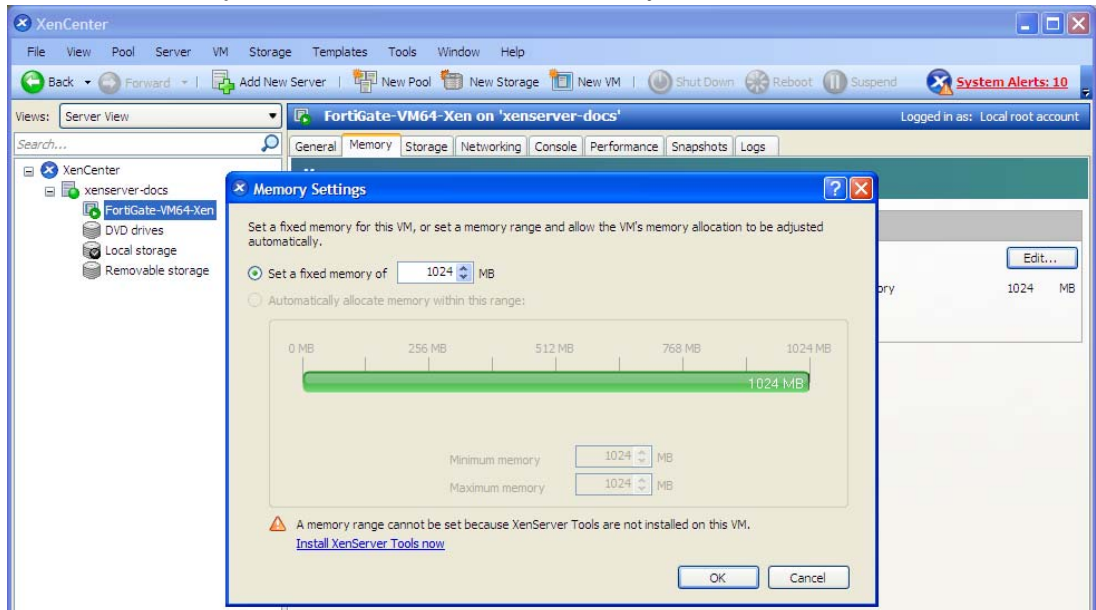 XenCenter
File View Pool Server VM Storage Templates Tools Window Help
Back Forward Add New Server New Pool New Storage New VM Shut Down Reboot Suspend System Alerts: 10
Views: Server View
FortiGate-VM64-Xen on 'xenserver-docs' Logged in as: Local root account
Search...
General Memory Storage Networking Console Performance Snapshots Logs
XenCenter
xenserver-docs
FortiGate-VM64-Xen
DVD drives
Local storage
Removable storage
Memory Settings
Set a fixed memory for this VM, or set a memory range and allow the VM's memory allocation to be adjusted
automatically.
Set a fixed memory of 1024 MB
Automatically allocate memory within this range:
0 MB 256 MB 512 MB 768 MB 1024 MB
1024 MB
Minimum memory 1024 MB
Maximum memory 1024 MB
A memory range cannot be set because XenServer Tools are not installed on this VM.
Install XenServer Tools now
OK Cancel
Edit...
ory 1024 MB